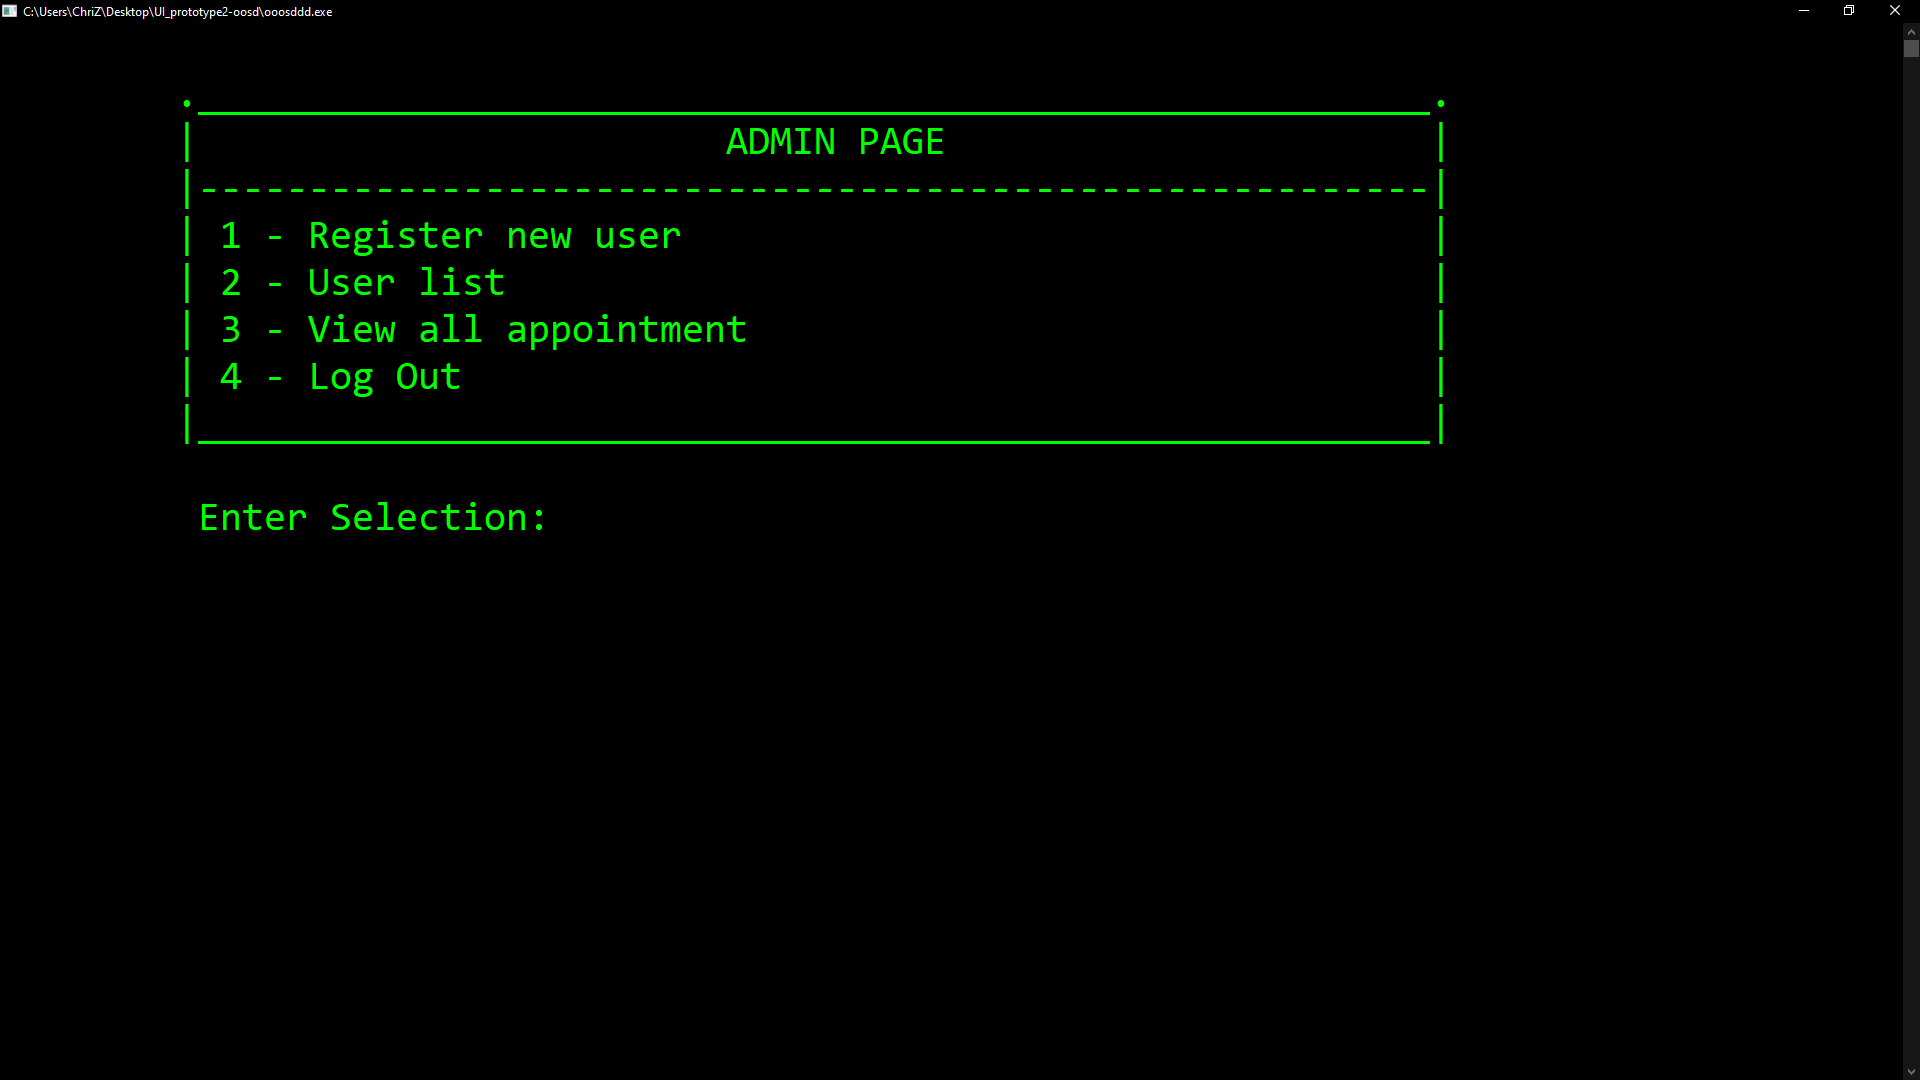 C:\Users\ChriZ\Desktop\UI_prototype2-oosd\ooosddd.exe
ADMIN PAGE
1 - Register new user
2 - User list
3 - View all appointment
4 - Log Out
Enter Selection: